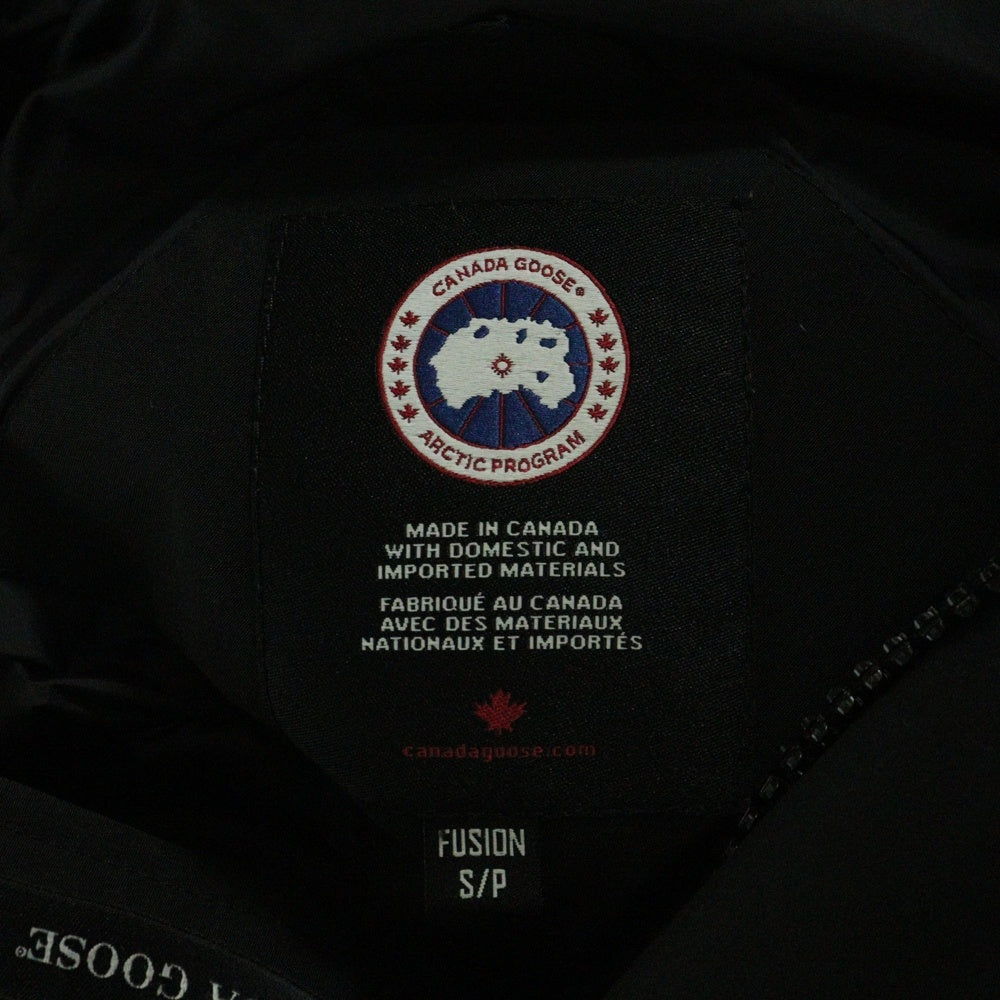 CANADA GOOSE®
ARCTIC PROGRAM
MADE IN CANADA
WITH DOMESTIC AND
IMPORTED MATERIALS
FABRIQUÉ AU CANADA
AVEC DES MATERIAUX
NATIONAUX ET IMPORTÉS
canadagoose.com
FUSION
S/P
GOOSE®